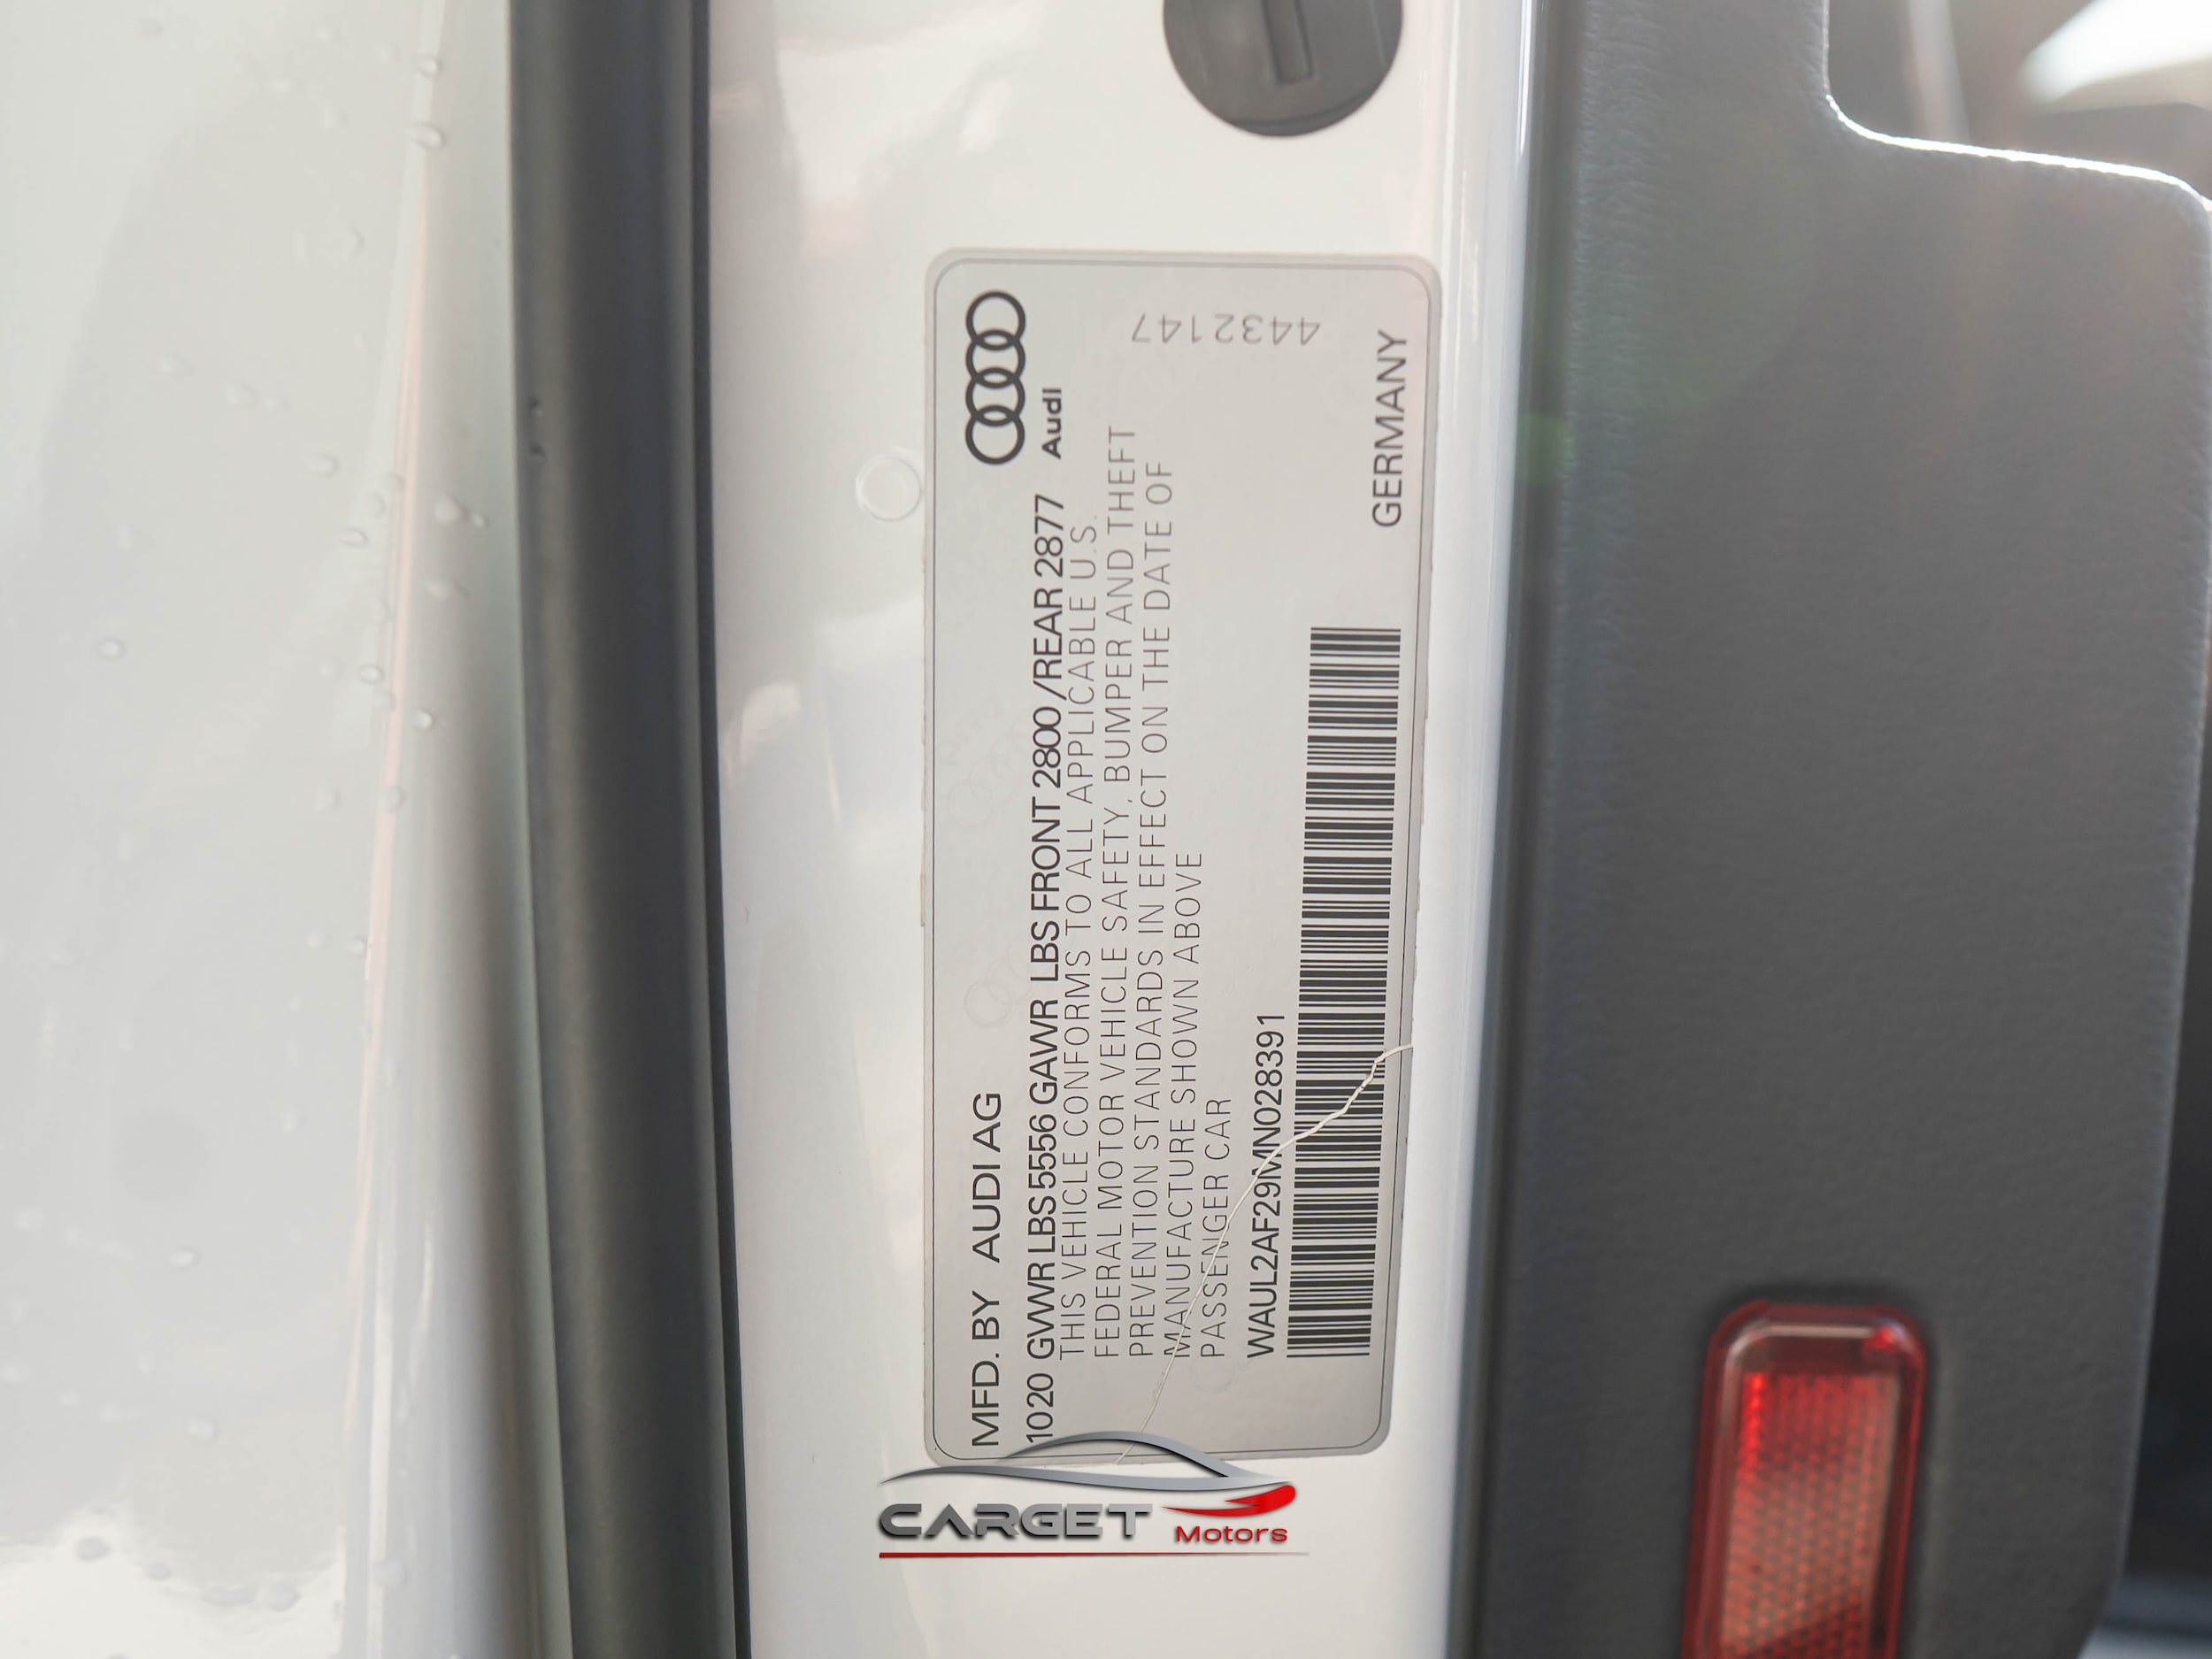 MFD. BY AUDI AG
Audi
1020 GVWR LBS 5556 GAWR LBS FRONT 2800 /REAR 2877
THIS VEHICLE CONFORMS TO ALL APPLICABLE U.S.
FEDERAL MOTOR VEHICLE SAFETY, BUMPER AND THEFT
PREVENTION STANDARDS IN EFFECT ON THE DATE OF
MANUFACTURE SHOWN ABOVE
PASSENGER CAR
WAUL2AF29MN028391
GERMANY
4432147
CARGET
Motors